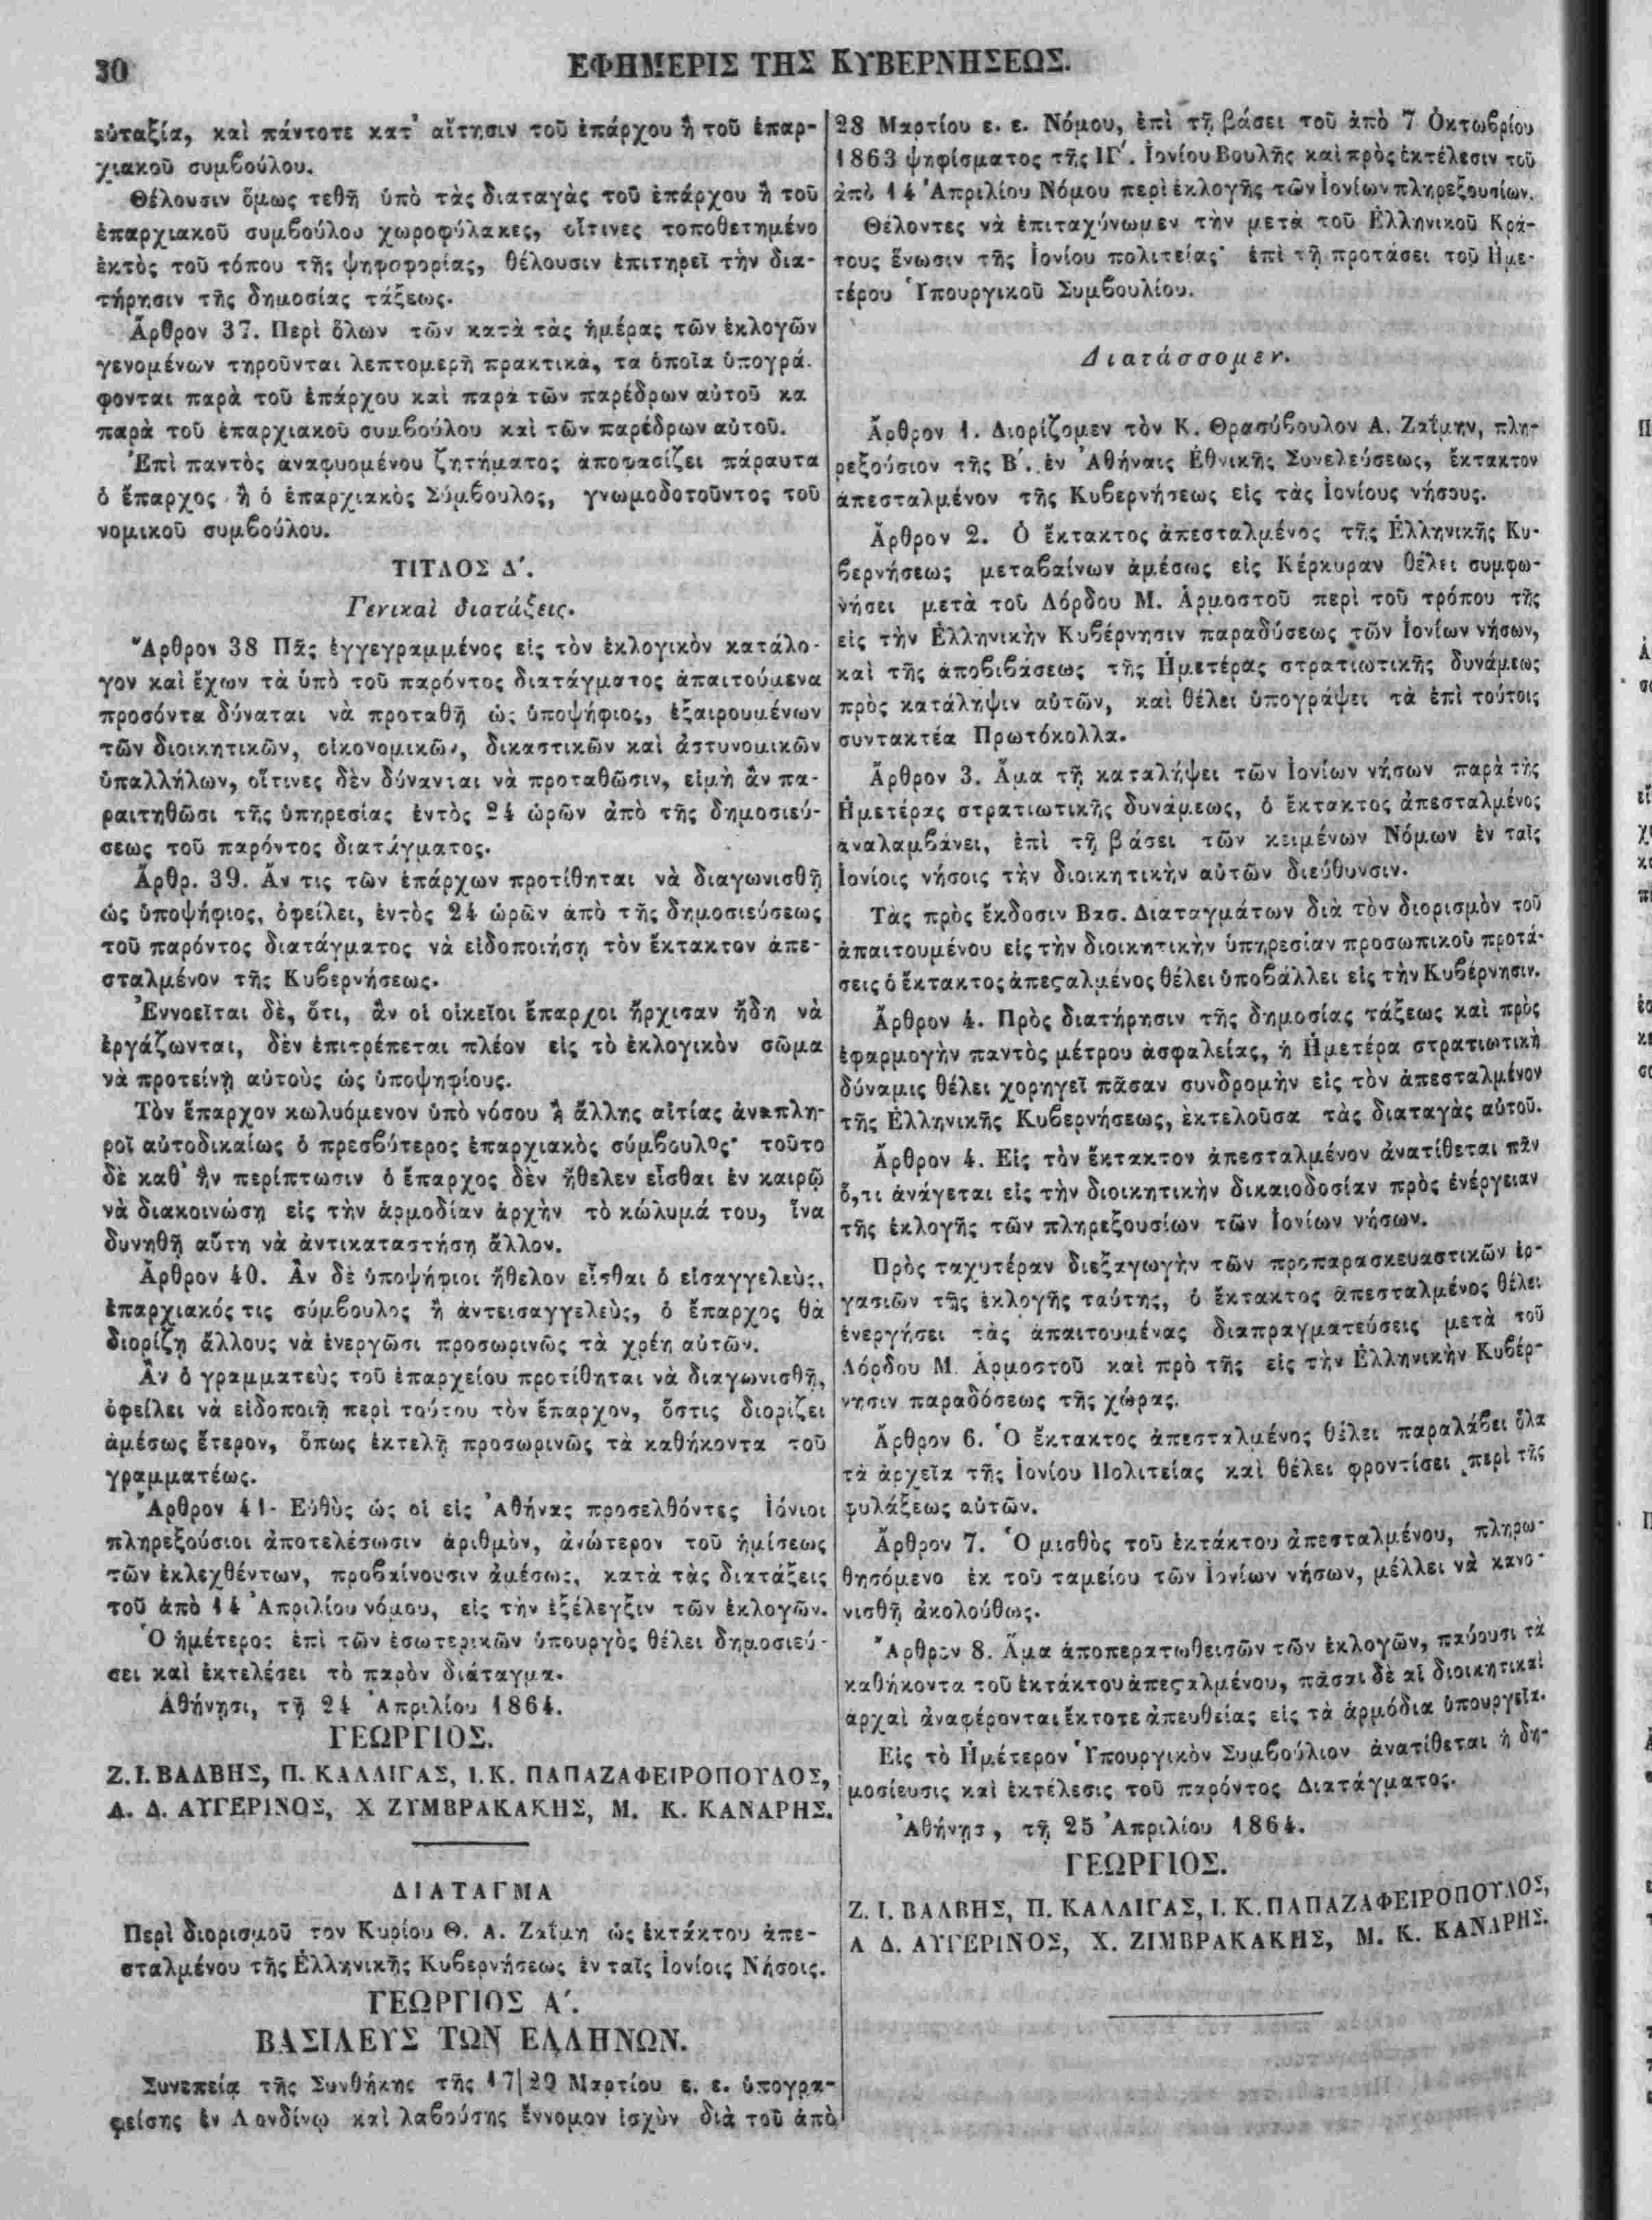 30
ΕΦΗΜΕΡΙΣ ΤΗΣ ΚΥΒΕΡΝΗΣΕΩΣ.
εὐταξία, καὶ πάντοτε κατ' αἴτησιν τοῦ ἐπάρχου ἢ τοῦ ἐπαρ-
χιακοῦ συμβούλου.
Θέλουσιν ὅμως τεθῆ ὑπὸ τὰς διαταγὰς τοῦ ἐπάρχου ἢ τοῦ
ἐπαρχιακοῦ συμβούλου χωροφύλακες, οἵτινες τοποθετημένο
ἐκτὸς τοῦ τόπου τῆς ψηφοφορίας, θέλουσιν ἐπιτηρεῖ τὴν δια-
τήρησιν τῆς δημοσίας τάξεως.
Ἄρθρον 37. Περὶ ὅλων τῶν κατὰ τὰς ἡμέρας τῶν ἐκλογῶν
γενομένων τηροῦνται λεπτομερῆ πρακτικὰ, τα ὁποῖα ὑπογρά.
φονται παρὰ τοῦ ἐπάρχου καὶ παρὰ τῶν παρέδρων αὐτοῦ κα
παρὰ τοῦ ἐπαρχιακοῦ συμβούλου καὶ τῶν παρέδρων αὐτοῦ.
Ἐπὶ παντὸς ἀναφυομένου ζητήματος ἀποφασίζει πάραυτα
ὁ ἔπαρχος ἢ ὁ ἐπαρχιακὸς Σύμβουλος, γνωμοδοτοῦντος τοῦ
νομικοῦ συμβούλου.
ΤΙΤΛΟΣ Δ΄.
Γενικαὶ διατάξεις.
Ἄρθρον 38 Πᾶς ἐγγεγραμμένος εἰς τὸν ἐκλογικὸν κατάλο-
γον καὶ ἔχων τὰ ὑπὸ τοῦ παρόντος διατάγματος ἀπαιτούμενα
προσόντα δύναται νὰ προταθῆ ὡς ὑποψήφιος, ἐξαιρουμένων
τῶν διοικητικῶν, οἰκονομικῶν, δικαστικῶν καὶ ἀστυνομικῶν
ὑπαλλήλων, οἵτινες δὲν δύνανται νὰ προταθῶσιν, εἰμὴ ἂν πα-
ραιτηθῶσι τῆς ὑπηρεσίας ἐντὸς 24 ὡρῶν ἀπὸ τῆς δημοσιεύ-
σεως τοῦ παρόντος διατάγματος.
Ἄρθρ. 39. Ἄν τις τῶν ἐπάρχων προτίθηται νὰ διαγωνισθῇ
ὡς ὑποψήφιος, ὀφείλει, ἐντὸς 24 ὡρῶν ἀπὸ τῆς δημοσιεύσεως
τοῦ παρόντος διατάγματος νὰ εἰδοποιήσῃ τὸν ἔκτακτον ἀπε-
σταλμένον τῆς Κυβερνήσεως.
Ἐννοεῖται δὲ, ὅτι, ἂν οἱ οἰκεῖοι ἔπαρχοι ἤρχισαν ἤδη νὰ
ἐργάζωνται, δὲν ἐπιτρέπεται πλέον εἰς τὸ ἐκλογικὸν σῶμα
νὰ προτείνῃ αὐτοὺς ὡς ὑποψηφίους.
Τὸν ἔπαρχον κωλυόμενον ὑπὸ νόσου ἢ ἄλλης αἰτίας ἀναπλη-
ροῖ αὐτοδικαίως ὁ πρεσβύτερος ἐπαρχιακὸς σύμβουλος· τοῦτο
δὲ καθ' ἣν περίπτωσιν ὁ ἔπαρχος δὲν ἤθελεν εἶσθαι ἐν καιρῷ
νὰ διακοινώσῃ εἰς τὴν ἁρμοδίαν ἀρχὴν τὸ κώλυμά του, ἵνα
δυνηθῇ αὕτη νὰ ἀντικαταστήσῃ ἄλλον.
Ἄρθρον 40. Ἂν δὲ ὑποψήφιοι ἤθελον εἶσθαι ὁ εἰσαγγελεὺς,
ἐπαρχιακός τις σύμβουλος ἢ ἀντεισαγγελεὺς, ὁ ἔπαρχος θὰ
διορίζῃ ἄλλους νὰ ἐνεργῶσι προσωρινῶς τὰ χρέη αὐτῶν.
Ἂν ὁ γραμματεὺς τοῦ ἐπαρχείου προτίθηται νὰ διαγωνισθῇ,
ὀφείλει νὰ εἰδοποιῇ περὶ τούτου τὸν ἔπαρχον, ὅστις διορίζει
ἀμέσως ἕτερον, ὅπως ἐκτελῇ προσωρινῶς τὰ καθήκοντα τοῦ
γραμματέως.
Ἄρθρον 41· Εὐθὺς ὡς οἱ εἰς Ἀθήνας προσελθόντες Ἰόνιοι
πληρεξούσιοι ἀποτελέσωσιν ἀριθμὸν, ἀνώτερον τοῦ ἡμίσεως
τῶν ἐκλεχθέντων, προβαίνουσιν ἀμέσως, κατὰ τὰς διατάξεις
τοῦ ἀπὸ 14 Ἀπριλίου νόμου, εἰς τὴν ἐξέλεγξιν τῶν ἐκλογῶν.
Ὁ ἡμέτερος ἐπὶ τῶν ἐσωτερικῶν ὑπουργὸς θέλει δημοσιεύ-
σει καὶ ἐκτελέσει τὸ παρὸν διάταγμα.
Ἀθήνῃσι, τῇ 24 Ἀπριλίου 1864.
ΓΕΩΡΓΙΟΣ.
Ζ. Ι. ΒΑΛΒΗΣ, Π. ΚΑΛΛΙΓΑΣ, Ι. Κ. ΠΑΠΑΖΑΦΕΙΡΟΠΟΥΛΟΣ,
Α. Δ. ΑΥΓΕΡΙΝΟΣ, Χ ΖΥΜΒΡΑΚΑΚΗΣ, Μ. Κ. ΚΑΝΑΡΗΣ.
ΔΙΑΤΑΓΜΑ
Περὶ διορισμοῦ τον Κυρίου Θ. Α. Ζαΐμη ὡς ἐκτάκτου ἀπε-
σταλμένου τῆς Ἑλληνικῆς Κυβερνήσεως ἐν ταῖς Ἰονίοις Νήσοις.
ΓΕΩΡΓΙΟΣ Α΄.
ΒΑΣΙΛΕΥΣ ΤΩΝ ΕΛΛΗΝΩΝ.
Συνεπείᾳ τῆς Συνθήκης τῆς 17|29 Μαρτίου ε. ε. ὑπογρα-
φείσης ἐν Λονδίνῳ καὶ λαβούσης ἔννομον ἰσχὺν διὰ τοῦ ἀπὸ
28 Μαρτίου ε. ε. Νόμου, ἐπὶ τῇ βάσει τοῦ ἀπὸ 7 Ὀκτωβρίου
1863 ψηφίσματος τῆς ΙΓ΄. Ἰονίου Βουλῆς καὶ πρὸς ἐκτέλεσιν τοῦ
ἀπὸ 14 Ἀπριλίου Νόμου περὶ ἐκλογῆς τῶν Ἰονίων πληρεξουσίων.
Θέλοντες νὰ ἐπιταχύνωμεν τὴν μετὰ τοῦ Ἑλληνικοῦ Κρά-
τους ἕνωσιν τῆς Ἰονίου πολιτείας· ἐπὶ τῇ προτάσει τοῦ Ἡμε-
τέρου Ὑπουργικοῦ Συμβουλίου.
Διατάσσομεν.
Ἄρθρον 1. Διορίζομεν τὸν Κ. Θρασύβουλον Α. Ζαΐμην, πλη-
ρεξούσιον τῆς Β΄. ἐν Ἀθήναις Ἐθνικῆς Συνελεύσεως, ἔκτακτον
ἀπεσταλμένον τῆς Κυβερνήσεως εἰς τὰς Ἰονίους νήσους.
Ἄρθρον 2. Ὁ ἔκτακτος ἀπεσταλμένος τῆς Ἑλληνικῆς Κυ-
βερνήσεως μεταβαίνων ἀμέσως εἰς Κέρκυραν θέλει συμφω-
νήσει μετὰ τοῦ Λόρδου Μ. Ἁρμοστοῦ περὶ τοῦ τρόπου τῆς
εἰς τὴν Ἑλληνικὴν Κυβέρνησιν παραδόσεως τῶν Ἰονίων νήσων,
καὶ τῆς ἀποβιβάσεως τῆς Ἡμετέρας στρατιωτικῆς δυνάμεως
πρὸς κατάληψιν αὐτῶν, καὶ θέλει ὑπογράψει τὰ ἐπὶ τούτοις
συντακτέα Πρωτόκολλα.
Ἄρθρον 3. Ἅμα τῇ καταλήψει τῶν Ἰονίων νήσων παρὰ τῆς
Ἡμετέρας στρατιωτικῆς δυνάμεως, ὁ ἔκτακτος ἀπεσταλμένος
ἀναλαμβάνει, ἐπὶ τῇ βάσει τῶν κειμένων Νόμων ἐν ταῖς
Ἰονίοις νήσοις τὴν διοικητικὴν αὐτῶν διεύθυνσιν.
Τὰς πρὸς ἔκδοσιν Βασ. Διαταγμάτων διὰ τὸν διορισμὸν τοῦ
ἀπαιτουμένου εἰς τὴν διοικητικὴν ὑπηρεσίαν προσωπικοῦ προτά-
σεις ὁ ἔκτακτος ἀπεςαλμένος θέλει ὑποβάλλει εἰς τὴν Κυβέρνησιν.
Ἄρθρον 4. Πρὸς διατήρησιν τῆς δημοσίας τάξεως καὶ πρὸς
ἐφαρμογὴν παντὸς μέτρου ἀσφαλείας, ἡ Ἡμετέρα στρατιωτικὴ
δύναμις θέλει χορηγεῖ πᾶσαν συνδρομὴν εἰς τὸν ἀπεσταλμένον
τῆς Ἑλληνικῆς Κυβερνήσεως, ἐκτελοῦσα τὰς διαταγὰς αὐτοῦ.
Ἄρθρον 4. Εἰς τὸν ἔκτακτον ἀπεσταλμένον ἀνατίθεται πᾶν
ὅ,τι ἀνάγεται εἰς τὴν διοικητικὴν δικαιοδοσίαν πρὸς ἐνέργειαν
τῆς ἐκλογῆς τῶν πληρεξουσίων τῶν Ἰονίων νήσων.
Πρὸς ταχυτέραν διεξαγωγὴν τῶν προπαρασκευαστικῶν ἐρ-
γασιῶν τῆς ἐκλογῆς ταύτης, ὁ ἔκτακτος ἀπεσταλμένος θέλει
ἐνεργήσει τὰς ἀπαιτουμένας διαπραγματεύσεις μετὰ τοῦ
Λόρδου Μ. Ἁρμοστοῦ καὶ πρὸ τῆς εἰς τὴν Ἑλληνικὴν Κυβέρ-
νησιν παραδόσεως τῆς χώρας.
Ἄρθρον 6. Ὁ ἔκτακτος ἀπεσταλμένος θέλει παραλάβει ὅλα
τὰ ἀρχεῖα τῆς Ἰονίου Πολιτείας καὶ θέλει φροντίσει περὶ τῆς
φυλάξεως αὐτῶν.
Ἄρθρον 7. Ὁ μισθὸς τοῦ ἐκτάκτου ἀπεσταλμένου, πληρω-
θησόμενο ἐκ τοῦ ταμείου τῶν Ἰονίων νήσων, μέλλει νὰ κανο-
νισθῇ ἀκολούθως.
Ἄρθρον 8. Ἅμα ἀποπερατωθεισῶν τῶν ἐκλογῶν, παύουσι τὰ
καθήκοντα τοῦ ἐκτάκτου ἀπεςαλμένου, πᾶσαι δὲ αἱ διοικητικαὶ
ἀρχαὶ ἀναφέρονται ἔκτοτε ἀπευθείας εἰς τὰ ἁρμόδια ὑπουργεῖα.
Εἰς τὸ Ἡμέτερον Ὑπουργικὸν Συμβούλιον ἀνατίθεται ἡ δη-
μοσίευσις καὶ ἐκτέλεσις τοῦ παρόντος Διατάγματος.
Ἀθήνησ, τῇ 25 Ἀπριλίου 1864.
ΓΕΩΡΓΙΟΣ.
Ζ. Ι. ΒΑΛΒΗΣ, Π. ΚΑΛΛΙΓΑΣ, Ι. Κ. ΠΑΠΑΖΑΦΕΙΡΟΠΟΥΛΟΣ,
Α Δ. ΑΥΓΕΡΙΝΟΣ, Χ. ΖΙΜΒΡΑΚΑΚΗΣ, Μ. Κ. ΚΑΝΑΡΗΣ.